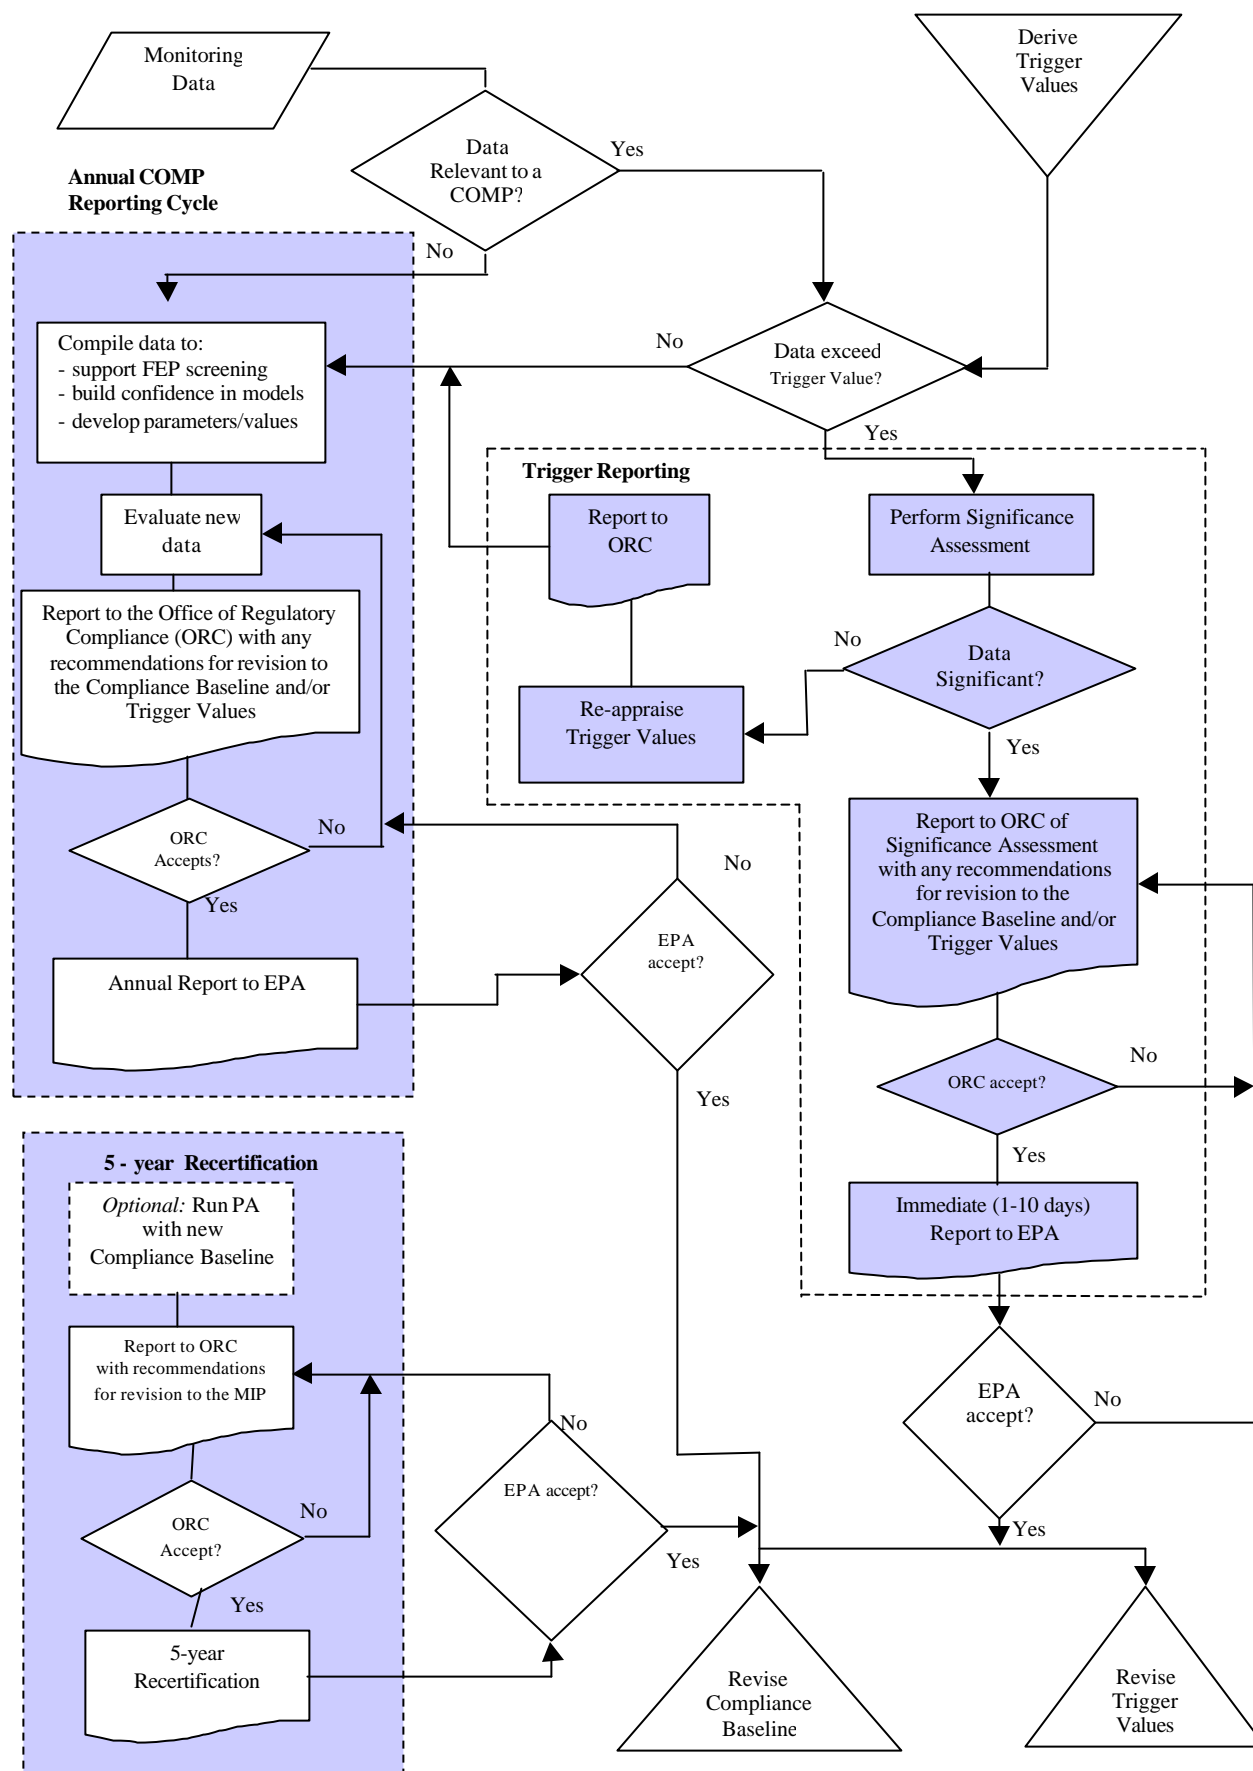 Monitoring
Data
Derive
Trigger
Values
Data
Relevant to a
COMP?
Yes
No
Annual COMP
Reporting Cycle
Compile data to:
- support FEP screening
- build confidence in models
- develop parameters/values
No
Data exceed
Trigger Value?
Yes
Trigger Reporting
Evaluate new
data
Report to
ORC
Perform Significance
Assessment
Report to the Office of Regulatory
Compliance (ORC) with any
recommendations for revision to
the Compliance Baseline and/or
Trigger Values
No
Data
Significant?
Re-appraise
Trigger Values
Yes
ORC
Accepts?
No
Yes
Report to ORC of
Significance Assessment
with any recommendations
for revision to the
Compliance Baseline and/or
Trigger Values
No
EPA
accept?
Yes
Annual Report to EPA
ORC accept?
No
Yes
5 - year Recertification
Optional: Run PA
with new
Compliance Baseline
Immediate (1-10 days)
Report to EPA
Report to ORC
with recommendations
for revision to the MIP
No
EPA accept?
Yes
EPA
accept?
No
Yes
ORC
Accept?
No
Yes
5-year
Recertification
Revise
Compliance
Baseline
Revise
Trigger
Values